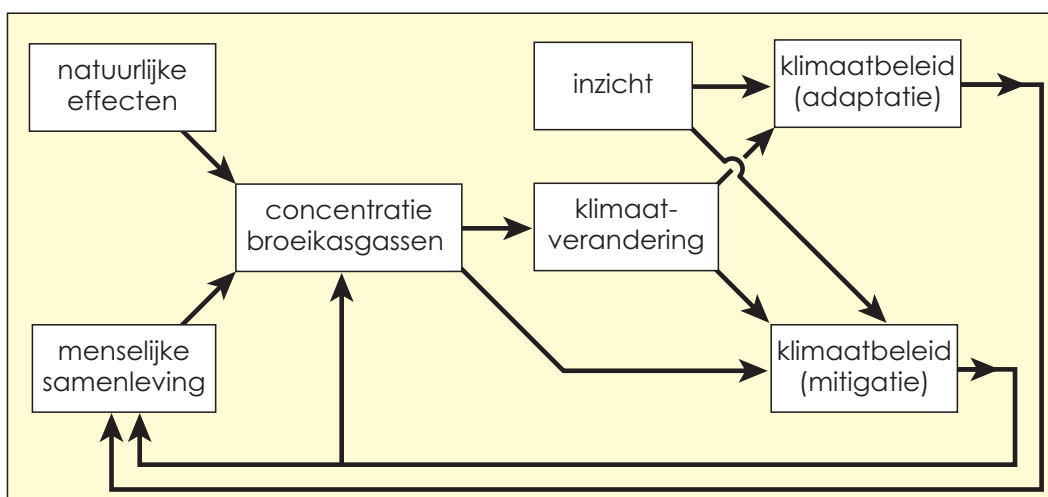 natuurlijke
effecten
inzicht
klimaatbeleid
(adaptatie)
concentratie
broeikasgassen
klimaat-
verandering
menselijke
samenleving
klimaatbeleid
(mitigatie)